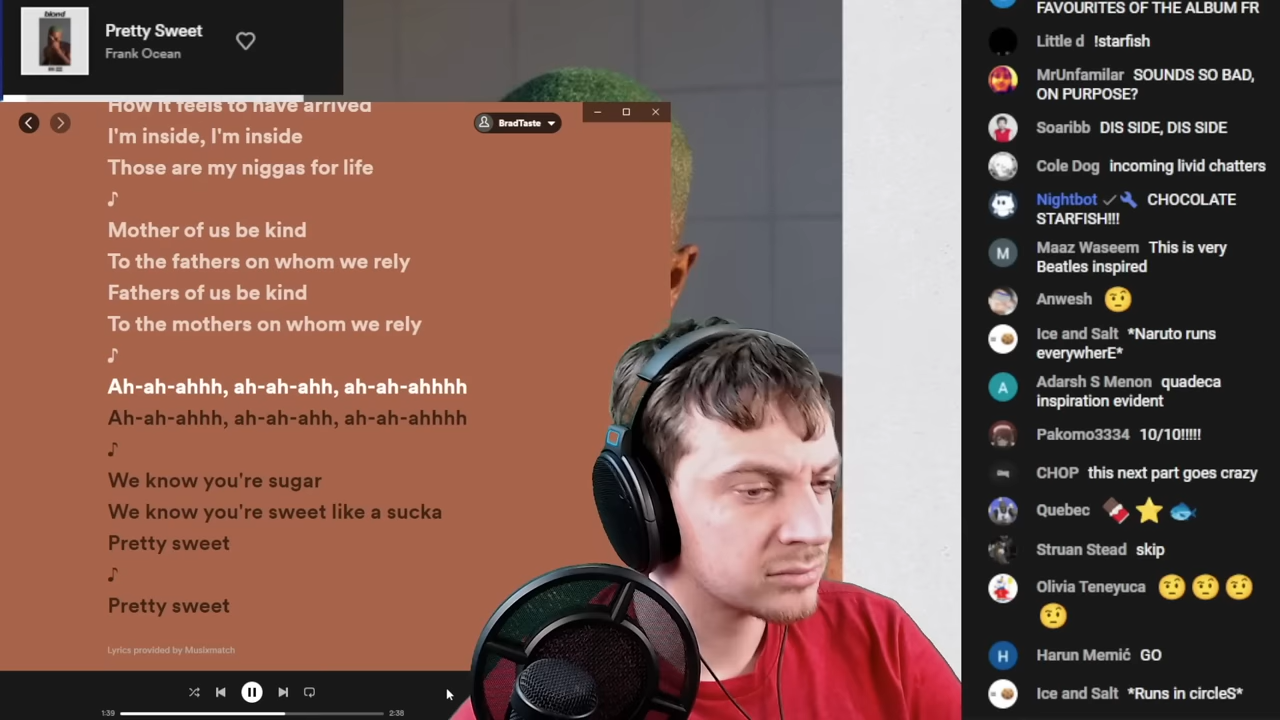 blond
Pretty Sweet
Frank Ocean
How it feels to have arrived
BradTaste
I'm inside, I'm inside
Those are my niggas for life
♪
Mother of us be kind
To the fathers on whom we rely
Fathers of us be kind
To the mothers on whom we rely
♪
Ah-ah-ahhh, ah-ah-ahh, ah-ah-ahhhh
Ah-ah-ahhh, ah-ah-ahh, ah-ah-ahhhh
♪
We know you're sugar
We know you're sweet like a sucka
Pretty sweet
♪
Pretty sweet
Lyrics provided by Musixmatch
1:39
2:38
FAVOURITES OF THE ALBUM FR
Little d !starfish
MrUnfamilar SOUNDS SO BAD,
ON PURPOSE?
Soaribb DIS SIDE, DIS SIDE
Cole Dog incoming livid chatters
Nightbot CHOCOLATE
STARFISH!!!
M
Maaz Waseem This is very
Beatles inspired
Anwesh 🤨
Ice and Salt *Naruto runs
everywherE*
A
Adarsh S Menon quadeca
inspiration evident
Pakomo3334 10/10!!!!!
CHOP this next part goes crazy
Quebec 🍫⭐🐟
Struan Stead skip
Olivia Teneyuca 🤨🤨🤨
🤨
H
Harun Memić GO
Ice and Salt *Runs in circleS*